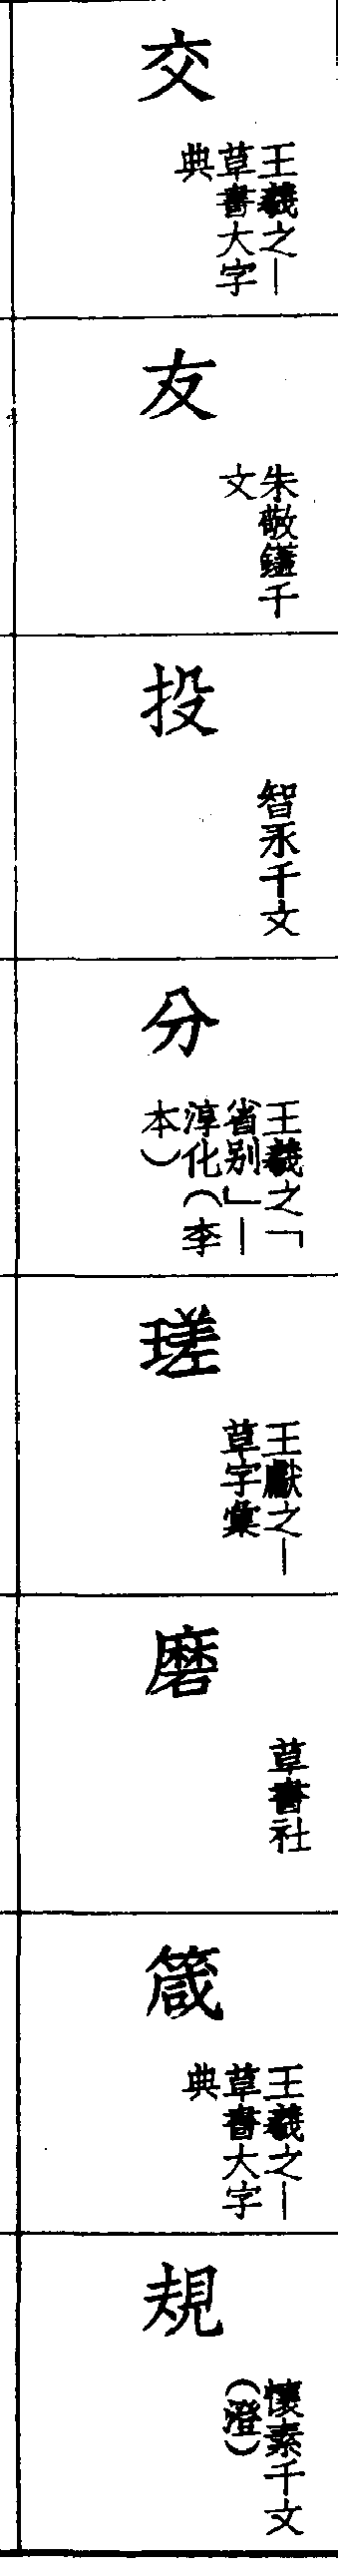 交
王羲之—
草書大字
典
友
朱敬鑉千
文
投
智永千文
分
王羲之「
省别」—
淳化（李
本）
瑳
王獻之—
草字彙
磨
草書社
箴
王羲之—
草書大字
典
規
懷素千文
（澄）